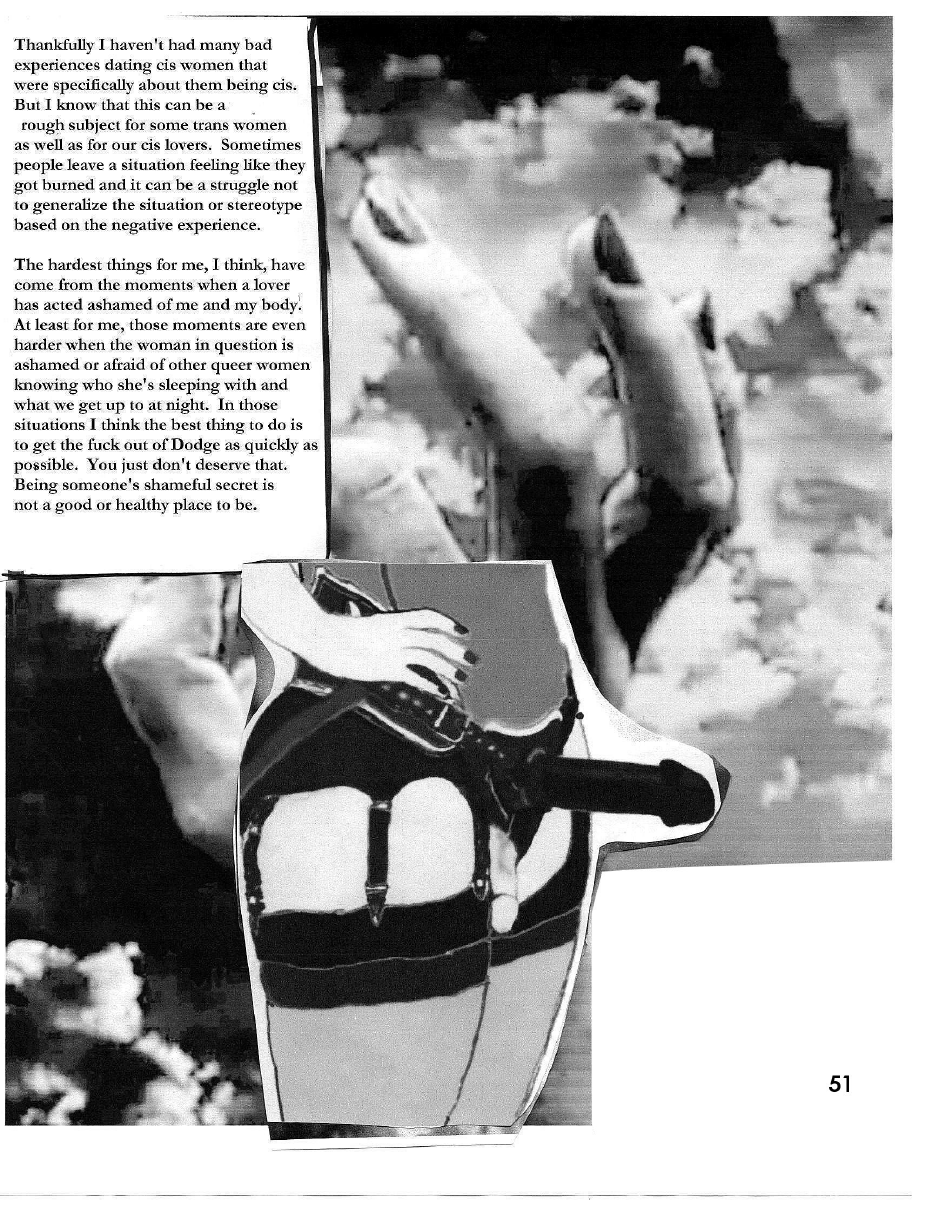 Thankfully I haven't had many bad
experiences dating cis women that
were specifically about them being cis.
But I know that this can be a
rough subject for some trans women
as well as for our cis lovers.  Sometimes
people leave a situation feeling like they
got burned and it can be a struggle not
to generalize the situation or stereotype
based on the negative experience.

The hardest things for me, I think, have
come from the moments when a lover
has acted ashamed of me and my body.
At least for me, those moments are even
harder when the woman in question is
ashamed or afraid of other queer women
knowing who she's sleeping with and
what we get up to at night.  In those
situations I think the best thing to do is
to get the fuck out of Dodge as quickly as
possible.  You just don't deserve that.
Being someone's shameful secret is
not a good or healthy place to be.
51